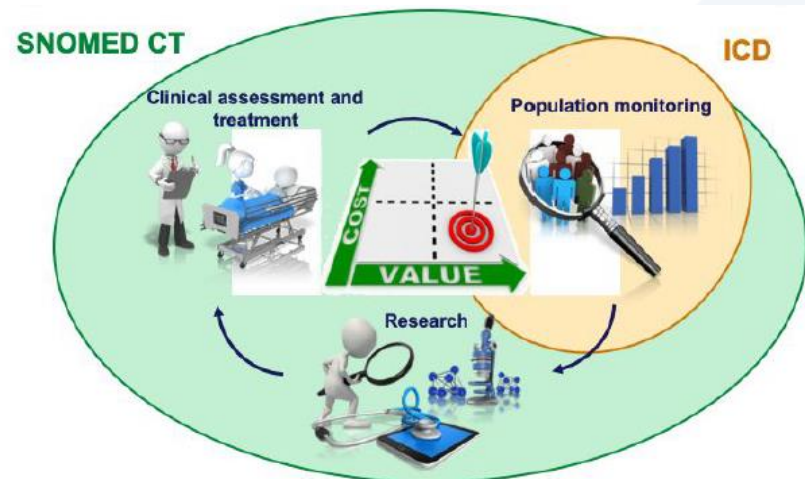 SNOMED CT
ICD
Clinical assessment and
treatment
Population monitoring
COST
VALUE
Research